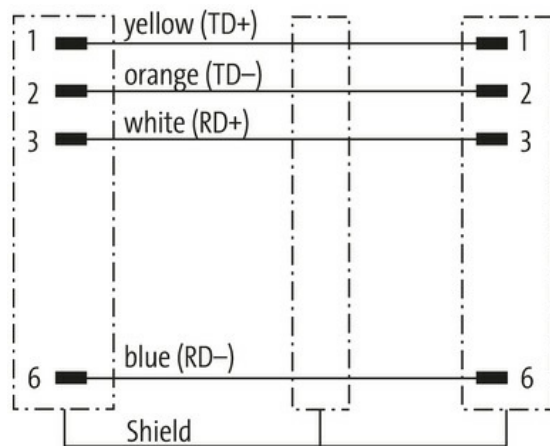 1 yellow (TD+) 1
2 orange (TD–) 2
3 white (RD+) 3
6 blue (RD–) 6
Shield